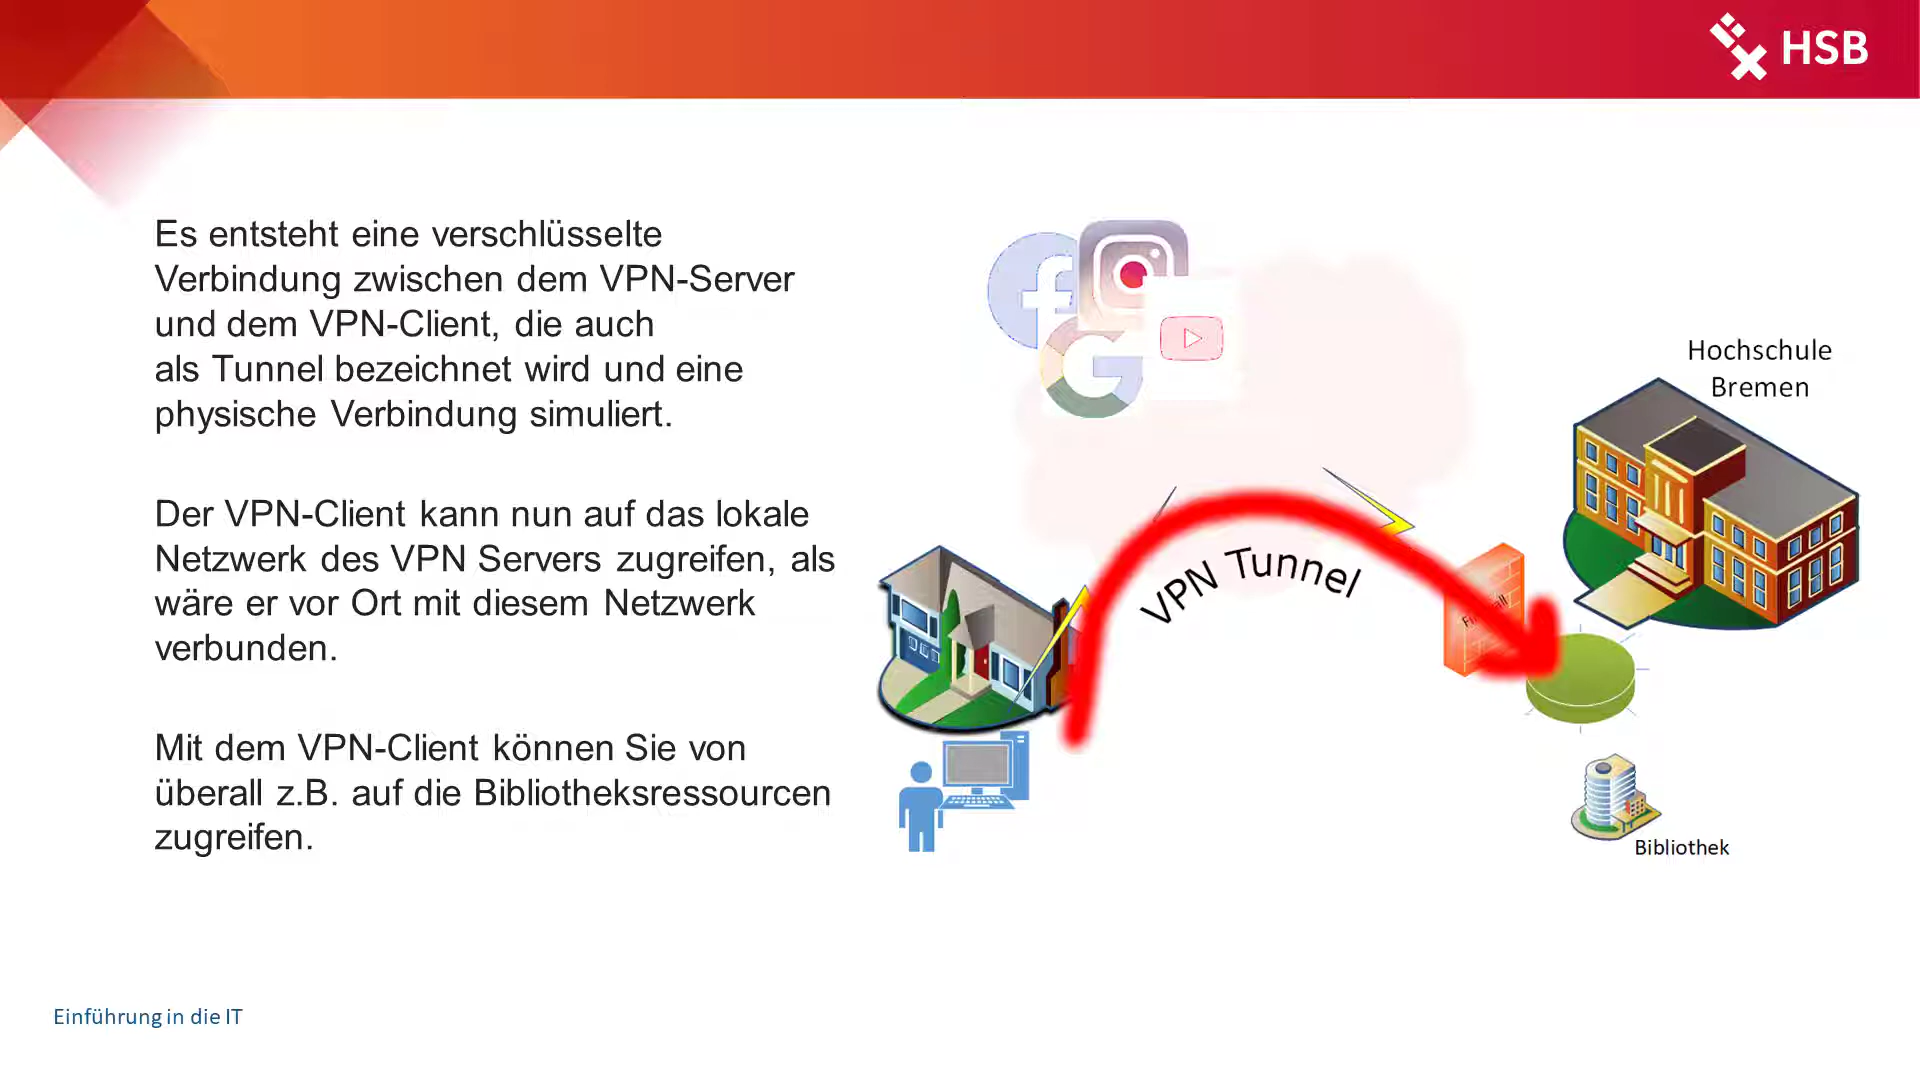 HSB
Es entsteht eine verschlüsselte
Verbindung zwischen dem VPN-Server
und dem VPN-Client, die auch
als Tunnel bezeichnet wird und eine
physische Verbindung simuliert.
Der VPN-Client kann nun auf das lokale
Netzwerk des VPN Servers zugreifen, als
wäre er vor Ort mit diesem Netzwerk
verbunden.
Mit dem VPN-Client können Sie von
überall z.B. auf die Bibliotheksressourcen
zugreifen.
Hochschule
Bremen
VPN Tunnel
Bibliothek
Einführung in die IT